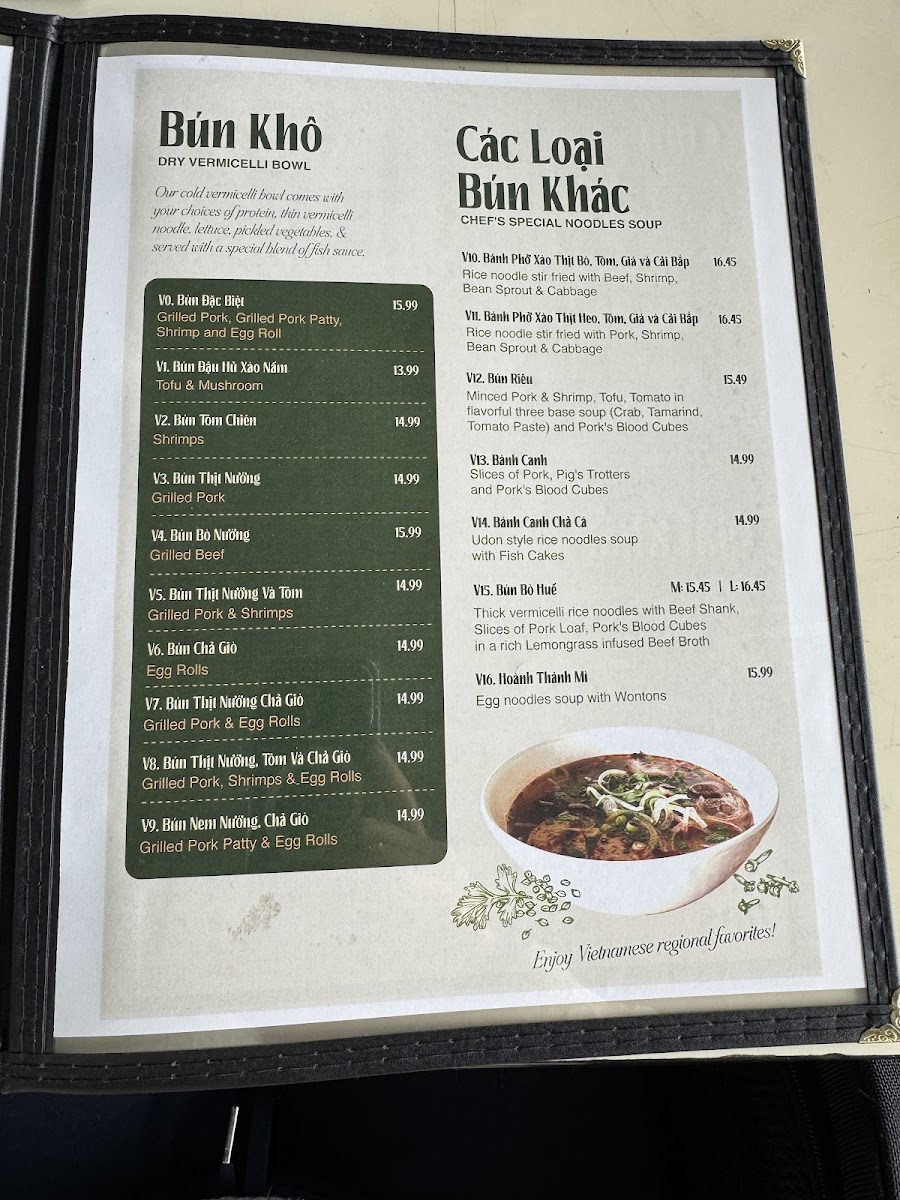 Bún Khô
DRY VERMICELLI BOWL
Our cold vermicelli bowl comes with
your choices of protein, thin vermicelli
noodle, lettuce, pickled vegetables, &
served with a special blend of fish sauce.
V0. Bún Đặc Biệt 15.99
Grilled Pork, Grilled Pork Patty,
Shrimp and Egg Roll
V1. Bún Đậu Hủ Xào Nấm 13.99
Tofu & Mushroom
V2. Bún Tôm Chiên 14.99
Shrimps
V3. Bún Thịt Nướng 14.99
Grilled Pork
V4. Bún Bò Nướng 15.99
Grilled Beef
V5. Bún Thịt Nướng Và Tôm 14.99
Grilled Pork & Shrimps
V6. Bún Chả Giò 14.99
Egg Rolls
V7. Bún Thịt Nướng Chả Giò 14.99
Grilled Pork & Egg Rolls
V8. Bún Thịt Nướng, Tôm Và Chả Giò 14.99
Grilled Pork, Shrimps & Egg Rolls
V9. Bún Nem Nướng, Chả Giò 14.99
Grilled Pork Patty & Egg Rolls
Các Loại
Bún Khác
CHEF'S SPECIAL NOODLES SOUP
V10. Bánh Phở Xào Thịt Bò, Tôm, Giá và Cải Bắp 16.45
Rice noodle stir fried with Beef, Shrimp,
Bean Sprout & Cabbage
V11. Bánh Phở Xào Thịt Heo, Tôm, Giá và Cải Bắp 16.45
Rice noodle stir fried with Pork, Shrimp,
Bean Sprout & Cabbage
V12. Bún Riêu 15.49
Minced Pork & Shrimp, Tofu, Tomato in
flavorful three base soup (Crab, Tamarind,
Tomato Paste) and Pork's Blood Cubes
V13. Bánh Canh 14.99
Slices of Pork, Pig's Trotters
and Pork's Blood Cubes
V14. Bánh Canh Chả Cá 14.99
Udon style rice noodles soup
with Fish Cakes
V15. Bún Bò Huế M: 15.45 | L: 16.45
Thick vermicelli rice noodles with Beef Shank,
Slices of Pork Loaf, Pork's Blood Cubes
in a rich Lemongrass infused Beef Broth
V16. Hoành Thánh Mì 15.99
Egg noodles soup with Wontons
Enjoy Vietnamese regional favorites!